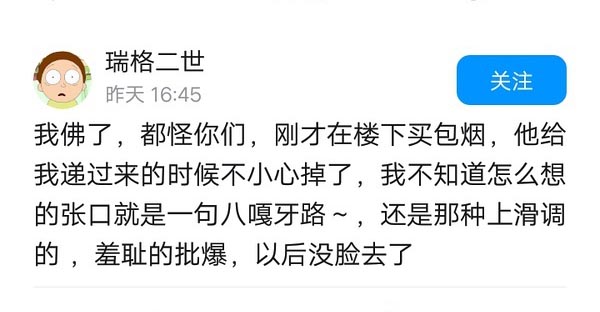 瑞格二世
昨天 16:45
关注
我佛了，都怪你们，刚才在楼下买包烟，他给
我递过来的时候不小心掉了，我不知道怎么想
的张口就是一句八嘎牙路～，还是那种上滑调
的 ，羞耻的批爆，以后没脸去了